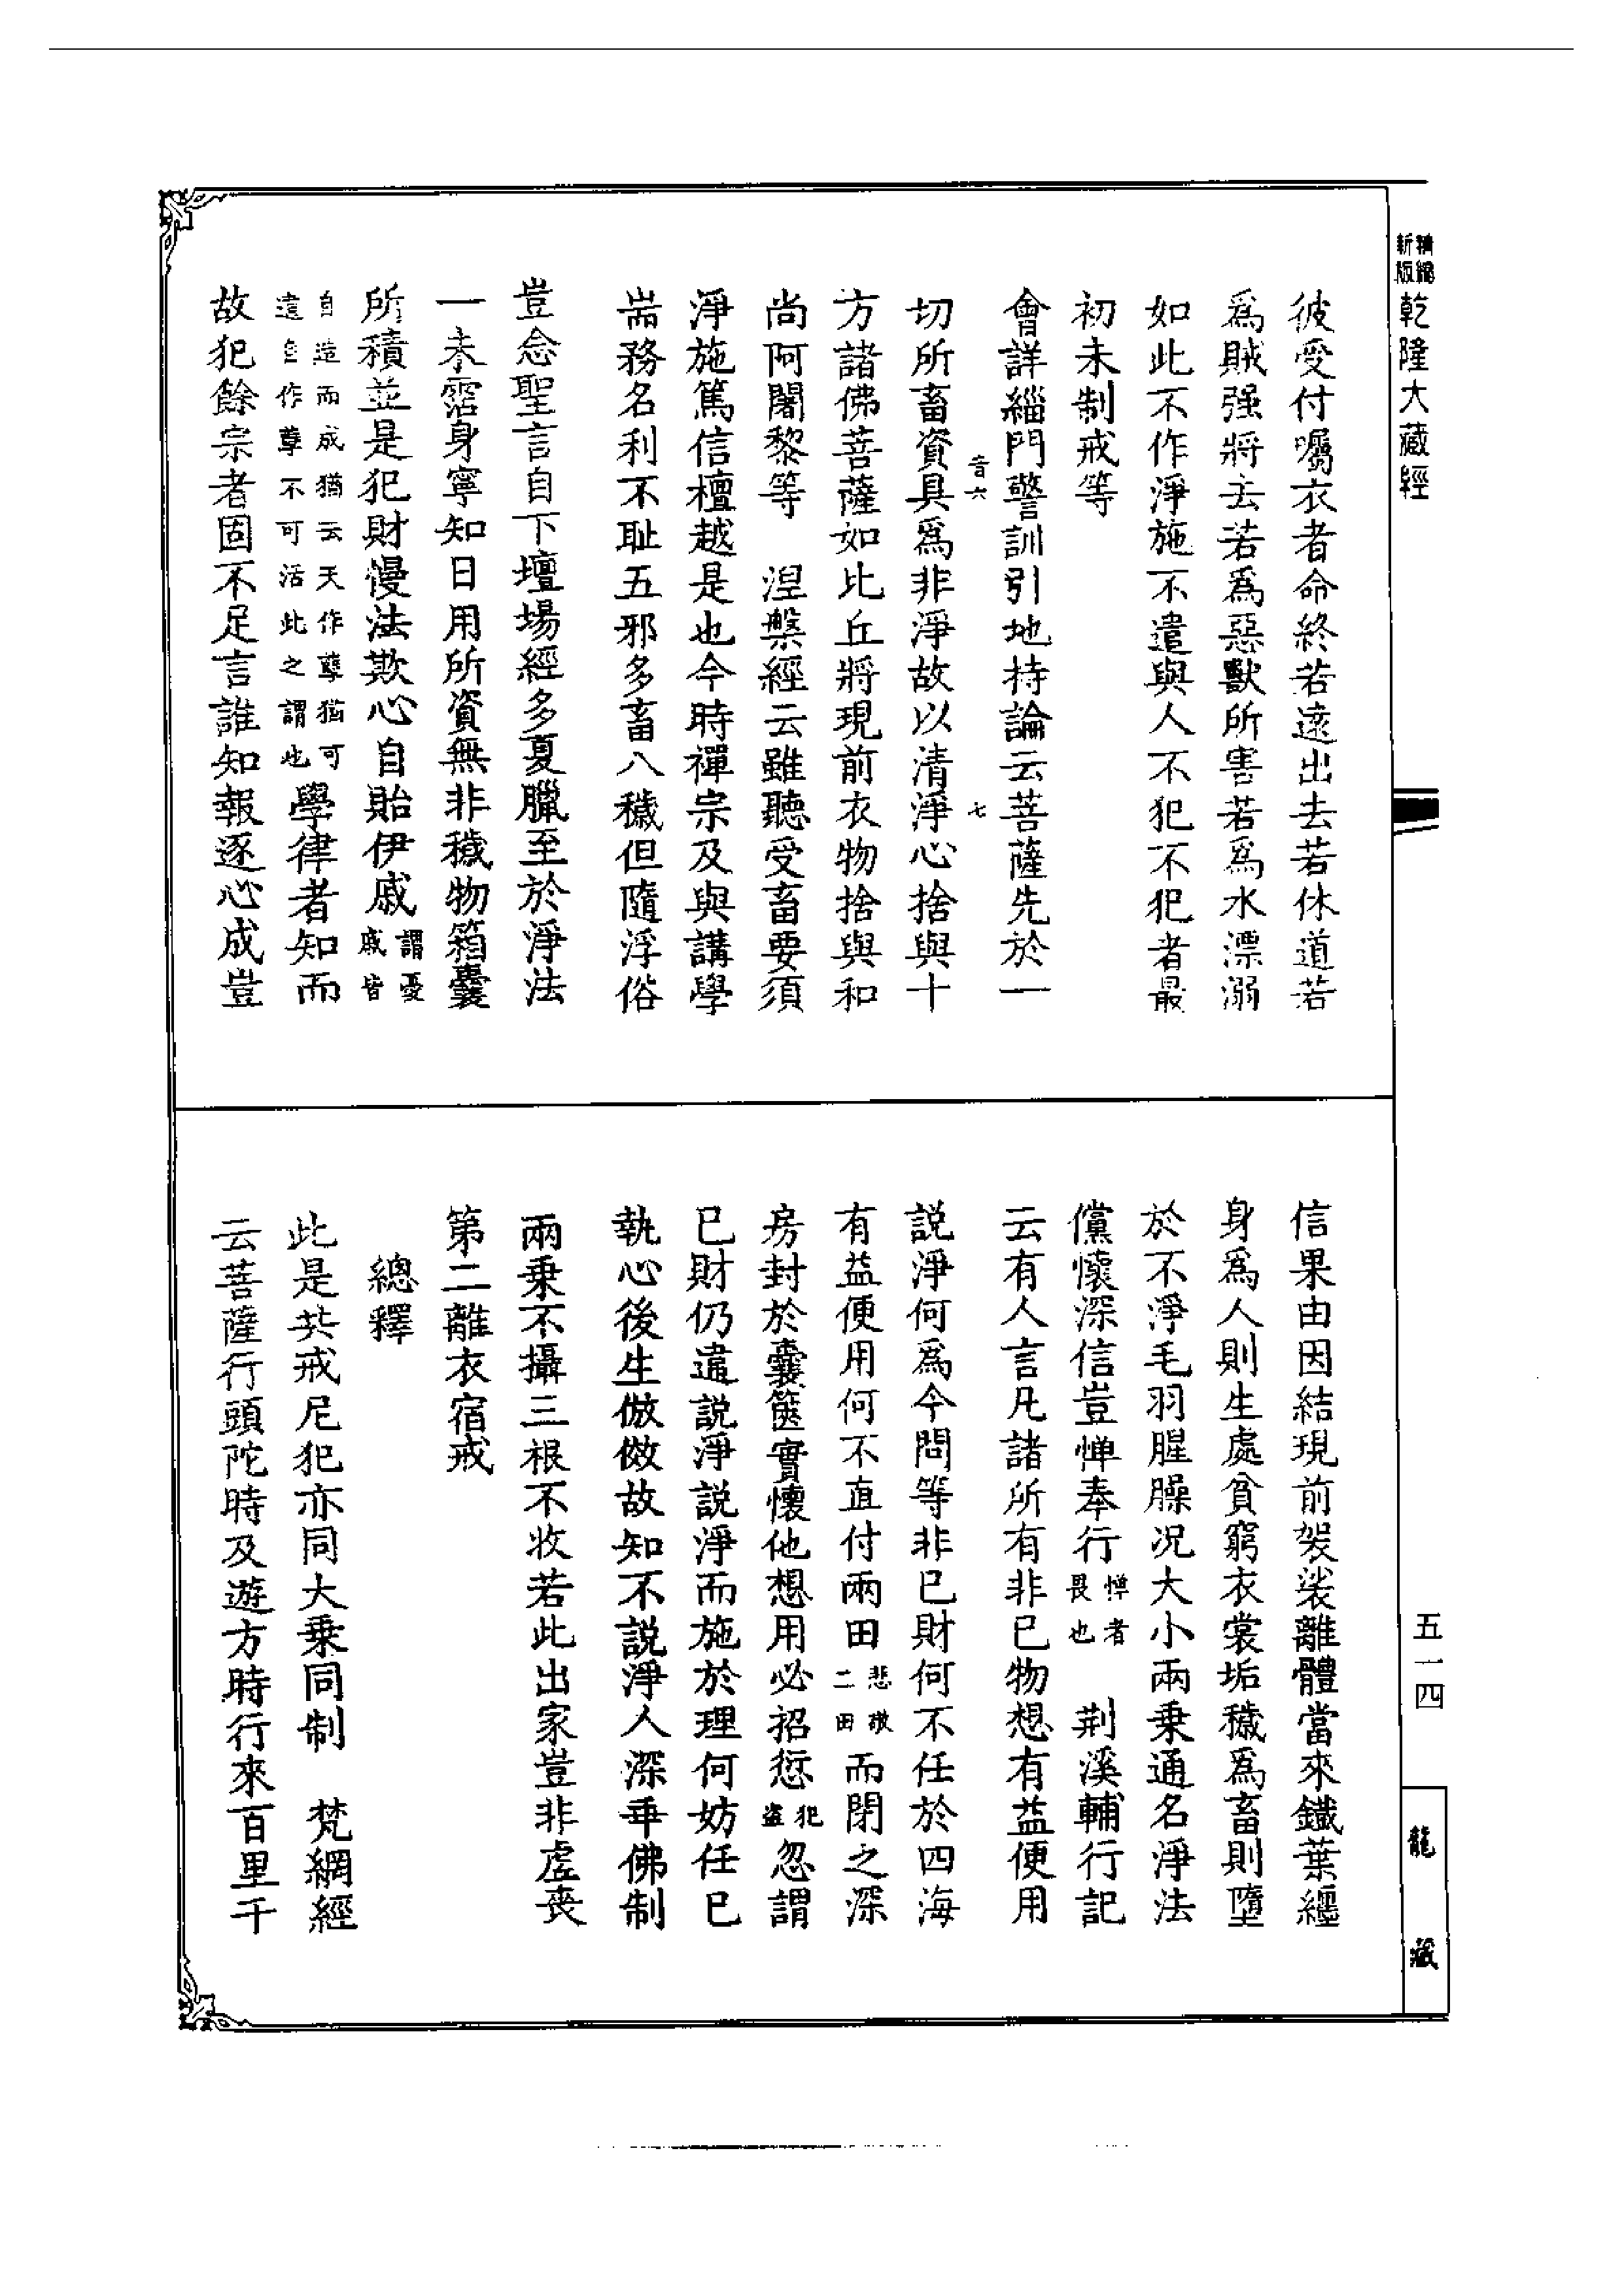 精縮新版乾隆大藏經
彼受付囑衣者命終若遠出去若休道若
爲賊强將去若爲惡獸所害若爲水漂溺
如此不作淨施不遣與人不犯不犯者最
初未制戒等
會詳緇門警訓引地持論云菩薩先於一
音六 七
切所畜資具爲非淨故以清淨心捨與十
方諸佛菩薩如比丘將現前衣物捨與和
尚阿闍黎等 涅槃經云雖聽受畜要須
淨施篤信檀越是也今時禪宗及與講學
耑務名利不耻五邪多畜八穢但隨浮俗
豈念聖言自下壇場經多夏臘至於淨法
一未霑身寧知日用所資無非穢物箱囊
所積並是犯財慢法欺心自貽伊戚謂憂戚皆
自造而成猶云天作孽猶可違自作孽不可活此之謂也學律者知而
故犯餘宗者固不足言誰知報逐心成豈
信果由因結現前袈裟離體當來鐵葉纏
身爲人則生處貧窮衣裳垢穢爲畜則墮
於不淨毛羽腥臊况大小兩乘通名淨法
儻懷深信豈憚奉行憚者畏也 荆溪輔行記
云有人言凡諸所有非已物想有益便用
説淨何爲今問等非已財何不任於四海
有益便用何不直付兩田悲敬二田而閉之深
房封於囊篋實懷他想用必招愆犯盜忽謂
已財仍違説淨説淨而施於理何妨任已
執心後生倣傚故知不説淨人深乖佛制
兩乘不攝三根不收若此出家豈非虚喪
第二離衣宿戒
總釋
此是共戒尼犯亦同大乘同制 梵網經
云菩薩行頭陀時及遊方時行來百里千
五一四
龍藏